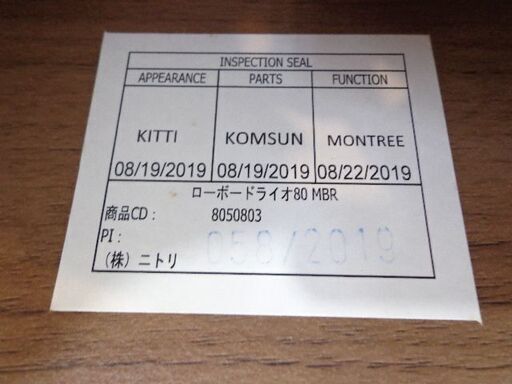 INSPECTION SEAL
APPEARANCE PARTS FUNCTION
KITTI KOMSUN MONTREE
08/19/2019 08/19/2019 08/22/2019
ローボードライオ80 MBR
商品CD： 8050803
PI： 058/2019
（株）ニトリ